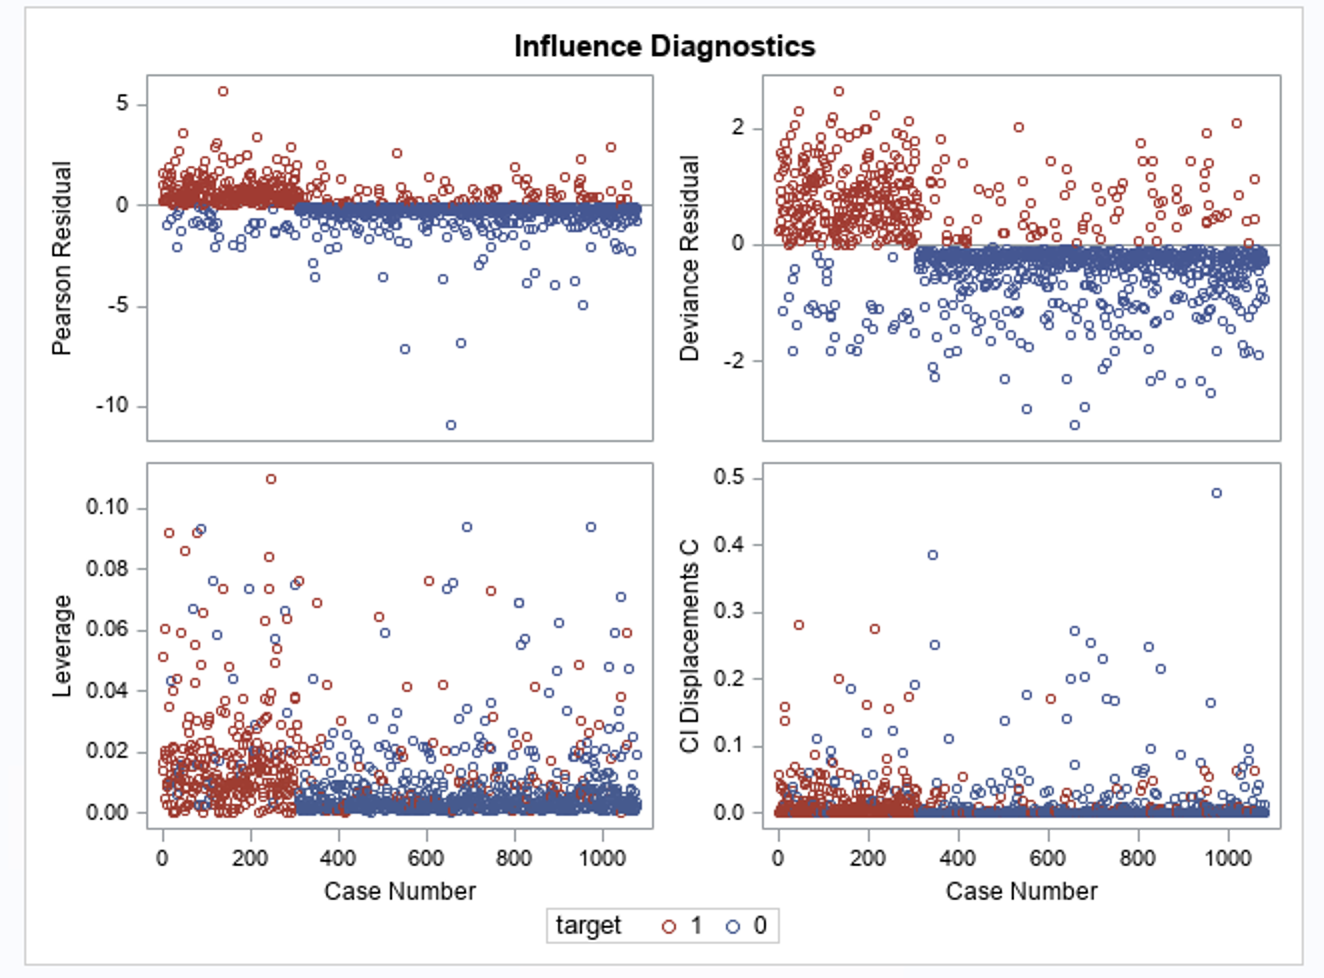 Influence Diagnostics
Pearson Residual
5
0
-5
-10
Deviance Residual
2
0
-2
Leverage
0.10
0.08
0.06
0.04
0.02
0.00
0 200 400 600 800 1000
Case Number
CI Displacements C
0.5
0.4
0.3
0.2
0.1
0.0
0 200 400 600 800 1000
Case Number
target 1 0